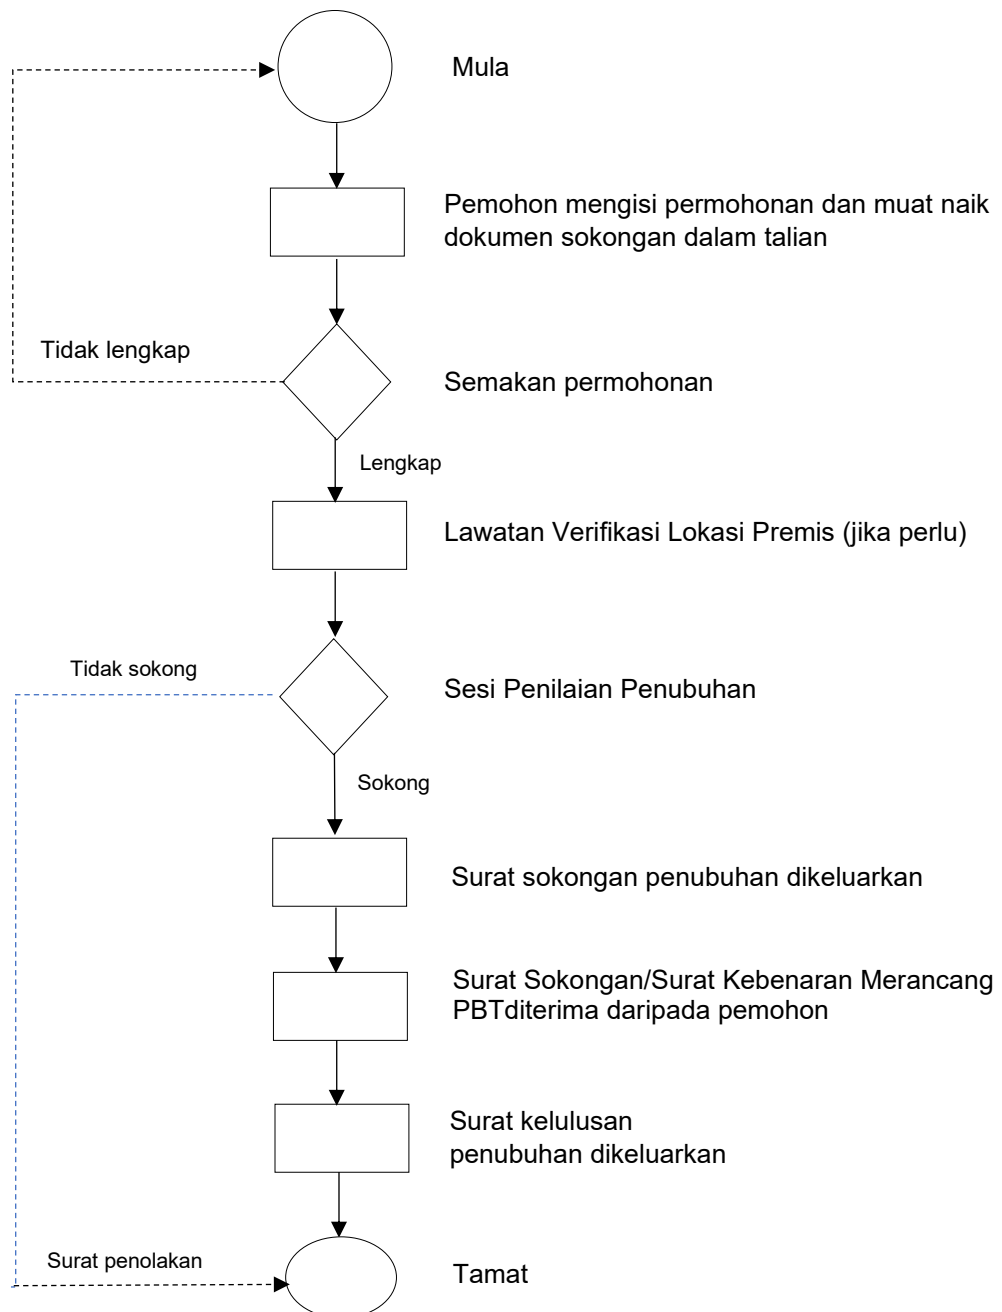 Mula
Pemohon mengisi permohonan dan muat naik
dokumen sokongan dalam talian
Tidak lengkap
Semakan permohonan
Lengkap
Lawatan Verifikasi Lokasi Premis (jika perlu)
Tidak sokong
Sesi Penilaian Penubuhan
Sokong
Surat sokongan penubuhan dikeluarkan
Surat Sokongan/Surat Kebenaran Merancang
PBTditerima daripada pemohon
Surat kelulusan
penubuhan dikeluarkan
Surat penolakan
Tamat